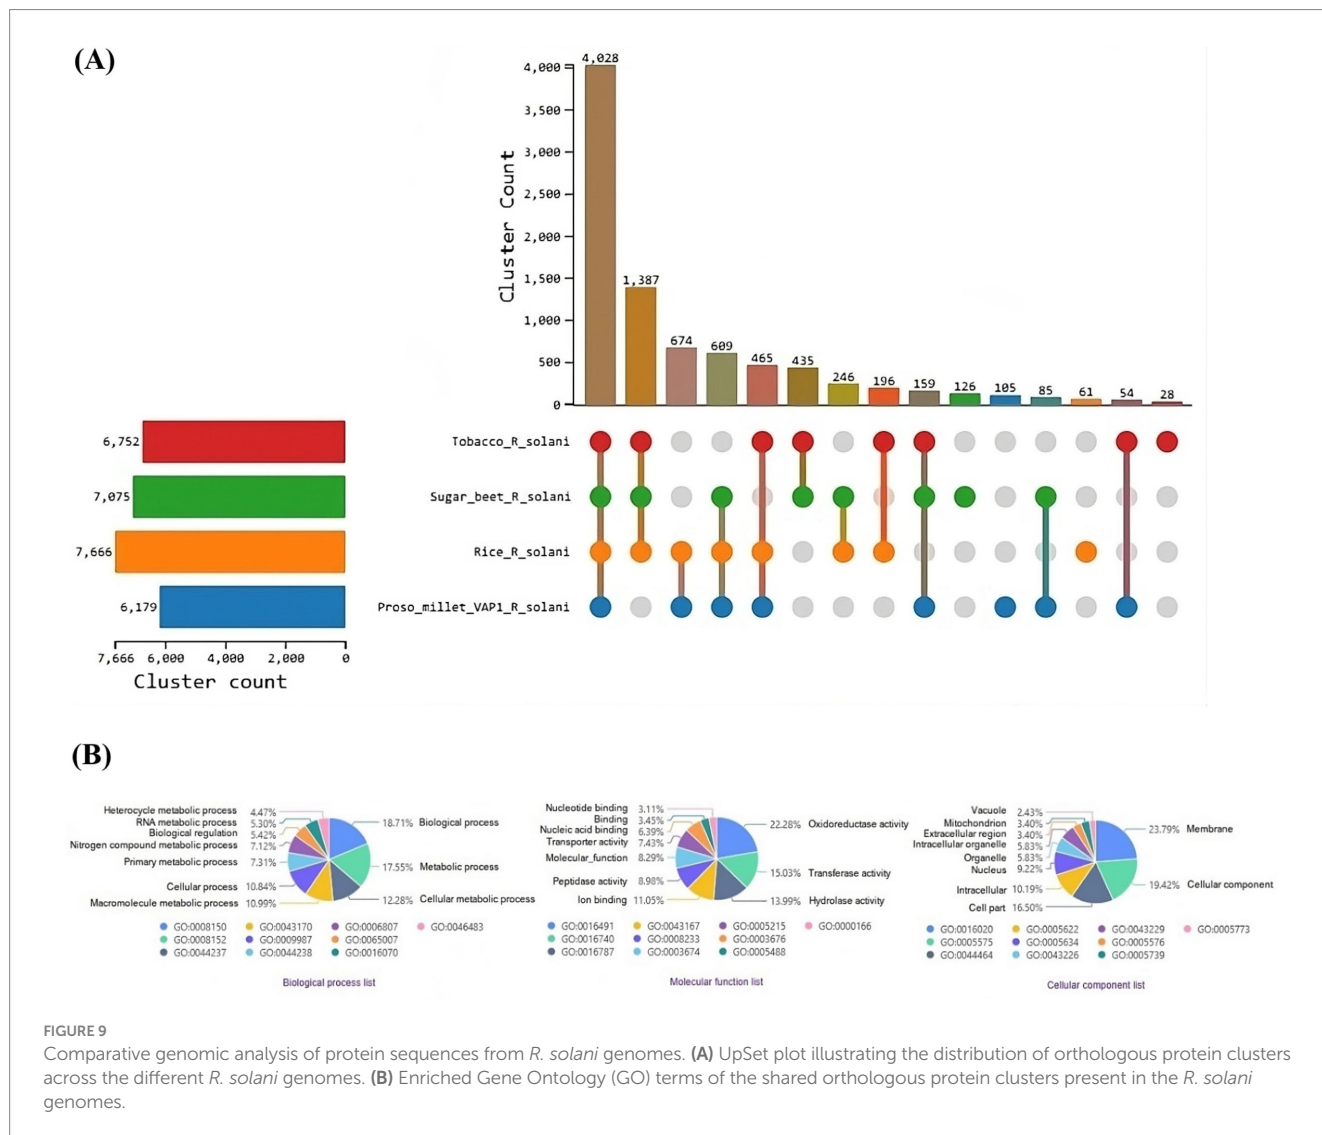 (A)
4,028
4,000
3,500
3,000
2,500
2,000
1,500
1,000
500
0
Cluster Count
1,387
674
609
465
435
246
196
159
126
105
85
61
54
28
6,752
Tobacco_R_solani
7,075
Sugar_beet_R_solani
7,666
Rice_R_solani
6,179
Proso_millet_VAP1_R_solani
7,666 6,000 4,000 2,000 0
Cluster count
(B)
Heterocycle metabolic process 4.47%
RNA metabolic process 5.30%
Biological regulation 5.42%
Nitrogen compound metabolic process 7.12%
Primary metabolic process 7.31%
Cellular process 10.84%
Macromolecule metabolic process 10.99%
18.71% Biological process
17.55% Metabolic process
12.28% Cellular metabolic process
GO:0008150 GO:0043170 GO:0006807 GO:0046483
GO:0008152 GO:0009987 GO:0065007
GO:0044237 GO:0044238 GO:0016070
Biological process list
Nucleotide binding 3.11%
Binding 3.45%
Nucleic acid binding 6.39%
Transporter activity 7.43%
Molecular_function 8.29%
Peptidase activity 8.98%
Ion binding 11.05%
22.28% Oxidoreductase activity
15.03% Transferase activity
13.99% Hydrolase activity
GO:0016491 GO:0043167 GO:0005215 GO:0000166
GO:0016740 GO:0008233 GO:0003676
GO:0016787 GO:0003674 GO:0005488
Molecular function list
Vacuole 2.43%
Mitochondrion 3.40%
Extracellular region 3.40%
Intracellular organelle 5.83%
Organelle 5.83%
Nucleus 9.22%
Intracellular 10.19%
Cell part 16.50%
23.79% Membrane
19.42% Cellular component
GO:0016020 GO:0005622 GO:0043229 GO:0005773
GO:0005575 GO:0005634 GO:0005576
GO:0044464 GO:0043226 GO:0005739
Cellular component list
FIGURE 9
Comparative genomic analysis of protein sequences from R. solani genomes. (A) UpSet plot illustrating the distribution of orthologous protein clusters
across the different R. solani genomes. (B) Enriched Gene Ontology (GO) terms of the shared orthologous protein clusters present in the R. solani
genomes.